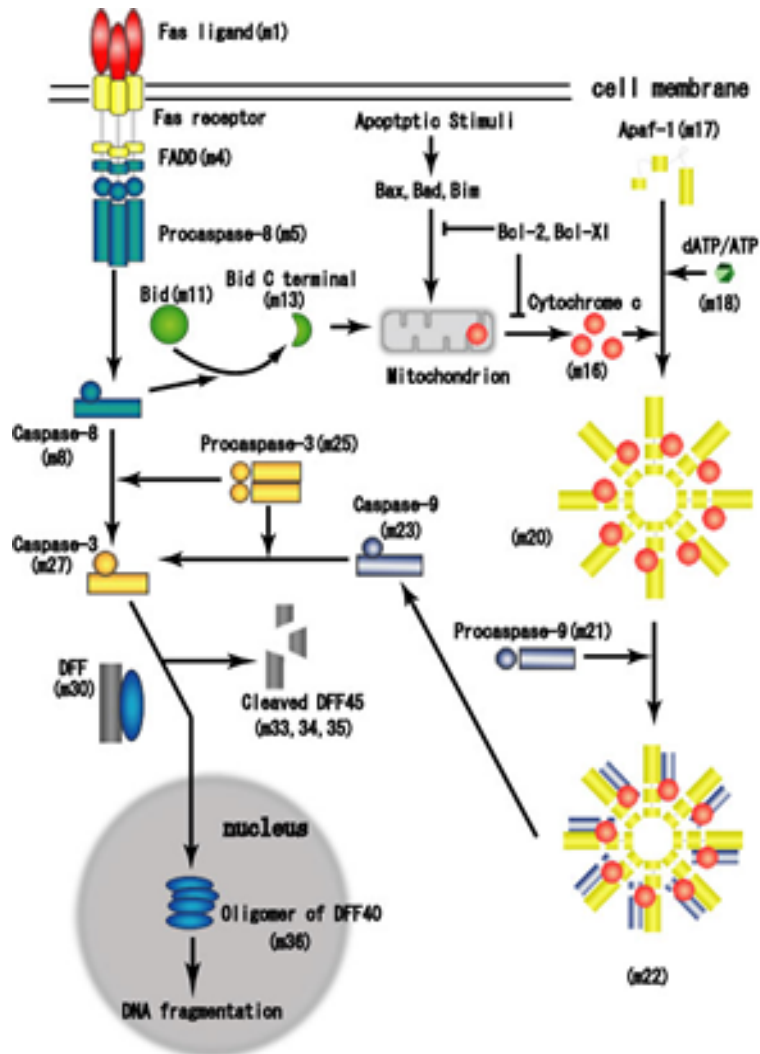 Fas ligand(m1)
cell membrane
Fas receptor
Apoptptic Stimuli
Apaf-1(m17)
FADD(m4)
Bax,Bad,Bim
Procaspase-8(m5)
Bcl-2,Bcl-Xl
dATP/ATP
(m18)
Bid(m11)
Bid C terminal
(m13)
Cytochrome c
(m16)
Mitochondrion
Caspase-8
(m8)
Procaspase-3(m25)
Caspase-9
(m23)
(m20)
Caspase-3
(m27)
Procaspase-9(m21)
DFF
(m30)
Cleaved DFF45
(m33,34,35)
nucleus
Oligomer of DFF40
(m36)
(m22)
DNA fragmentation